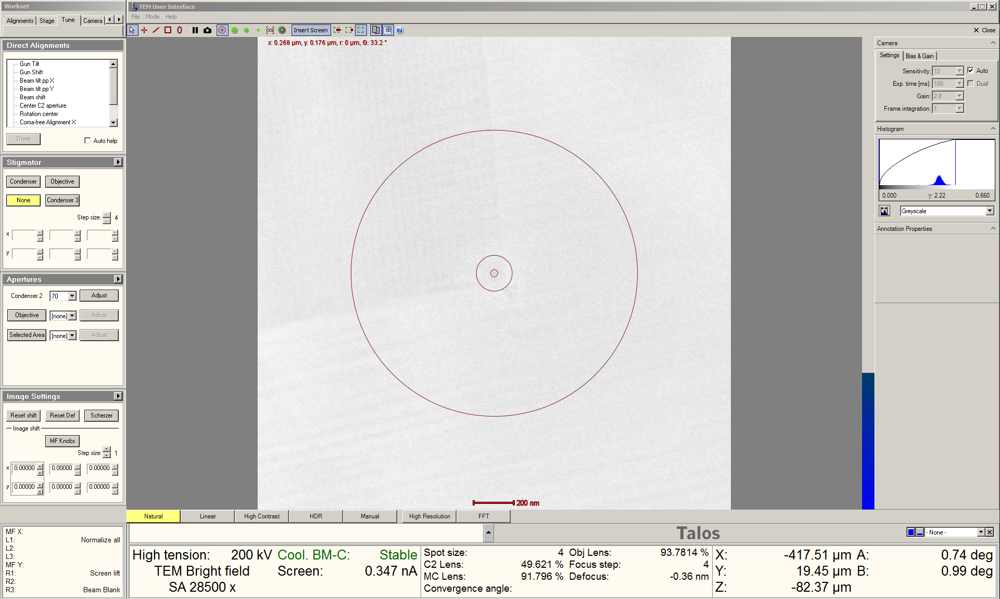 Workset
TEM User Interface
File Mode Help
Alignments Stage Tune Camera
Insert Screen
Close
Direct Alignments
Gun Tilt
Gun Shift
Beam tilt pp X
Beam tilt pp Y
Beam shift
Center C2 aperture
Rotation center
Coma-free Alignment X
Done
Auto help
Stigmator
Condenser Objective
None Condenser 3
Step size: 4
x
y
Apertures
Condenser 2 70 Adjust
Objective [none] Adjust
Selected Area [none] Adjust
Image Settings
Reset shift Reset Def Scherzer
Image shift
MF Knobs
Step size: 1
x 0.00000 0.00000 0.00000
y 0.00000 0.00000 0.00000
x: 0.268 µm, y: 0.176 µm, r: 0 µm, Θ: 33.2 °
200 nm
Camera
Settings Bias & Gain
Sensitivity: 12 Auto
Exp. time [ms]: 100 Dual
Gain: 2.8
Frame integration: 1
Histogram
0.000 γ: 2.22 0.660
Greyscale
Annotation Properties
Natural Linear High Contrast HDR Manual High Resolution FFT
MF X:
L1: Normalize all
L2:
L3:
MF Y:
R1: Screen lift
R2:
R3: Beam Blank
Talos
- None -
High tension: 200 kV Cool. BM-C: Stable
TEM Bright field Screen: 0.347 nA
SA 28500 x
Spot size: 4 Obj Lens: 93.7814 %
C2 Lens: 49.621 % Focus step: 4
MC Lens: 91.796 % Defocus: -0.36 nm
Convergence angle:
X: -417.51 µm A: 0.74 deg
Y: 19.45 µm B: 0.99 deg
Z: -82.37 µm